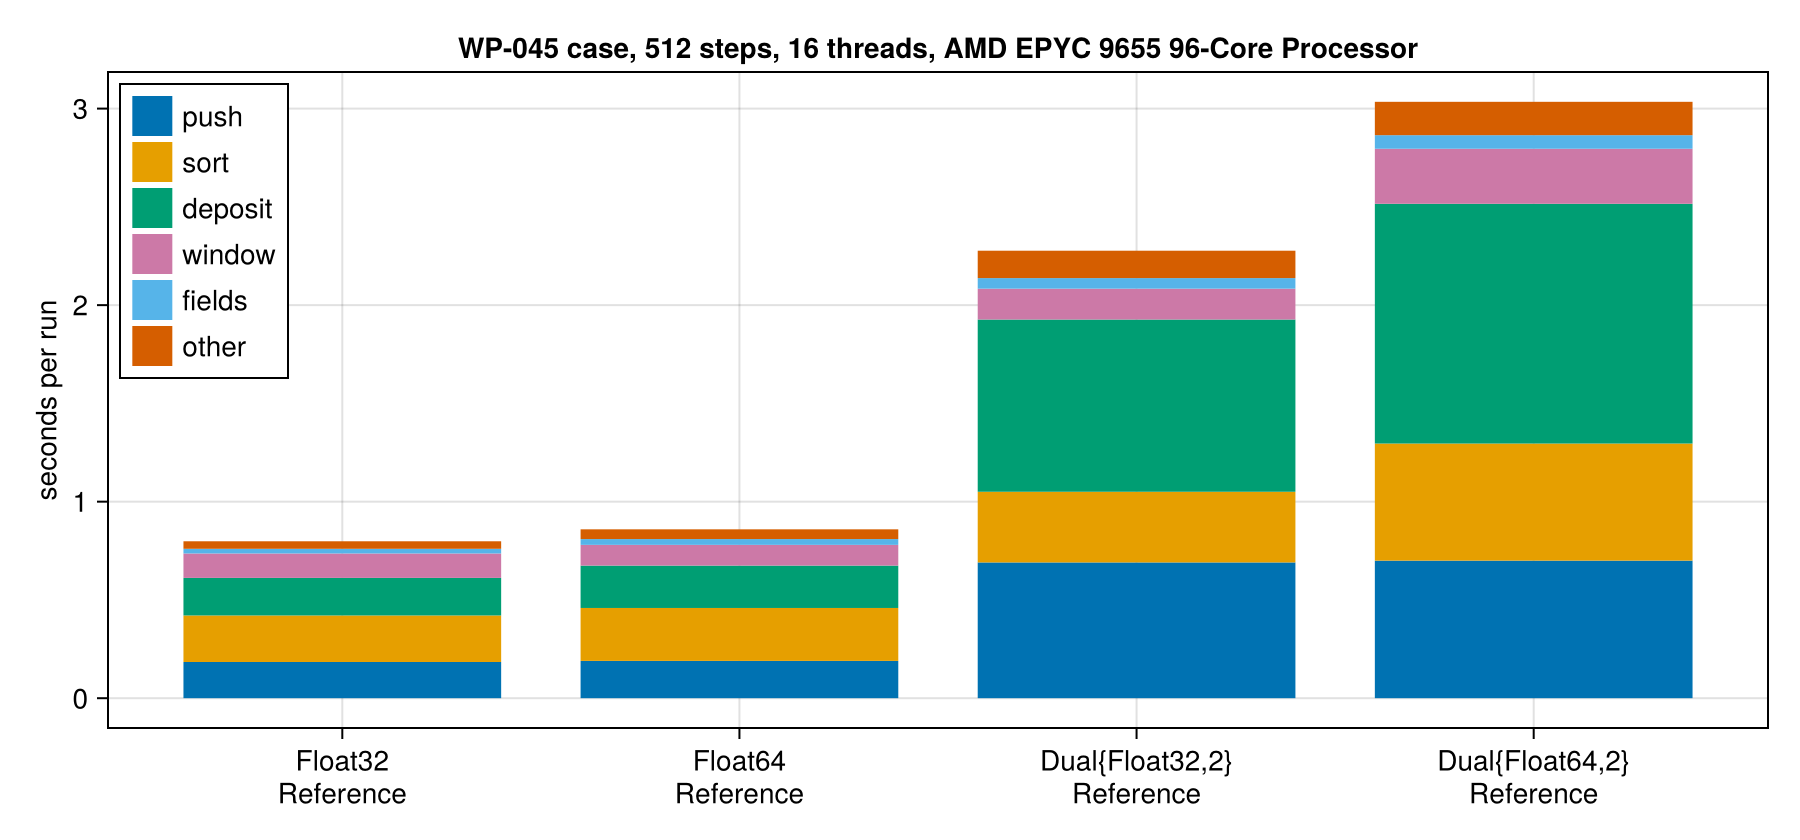 WP-045 case, 512 steps, 16 threads, AMD EPYC 9655 96-Core Processor
push
sort
deposit
window
fields
other
seconds per run
3
2
1
0
Float32
Reference
Float64
Reference
Dual{Float32,2}
Reference
Dual{Float64,2}
Reference